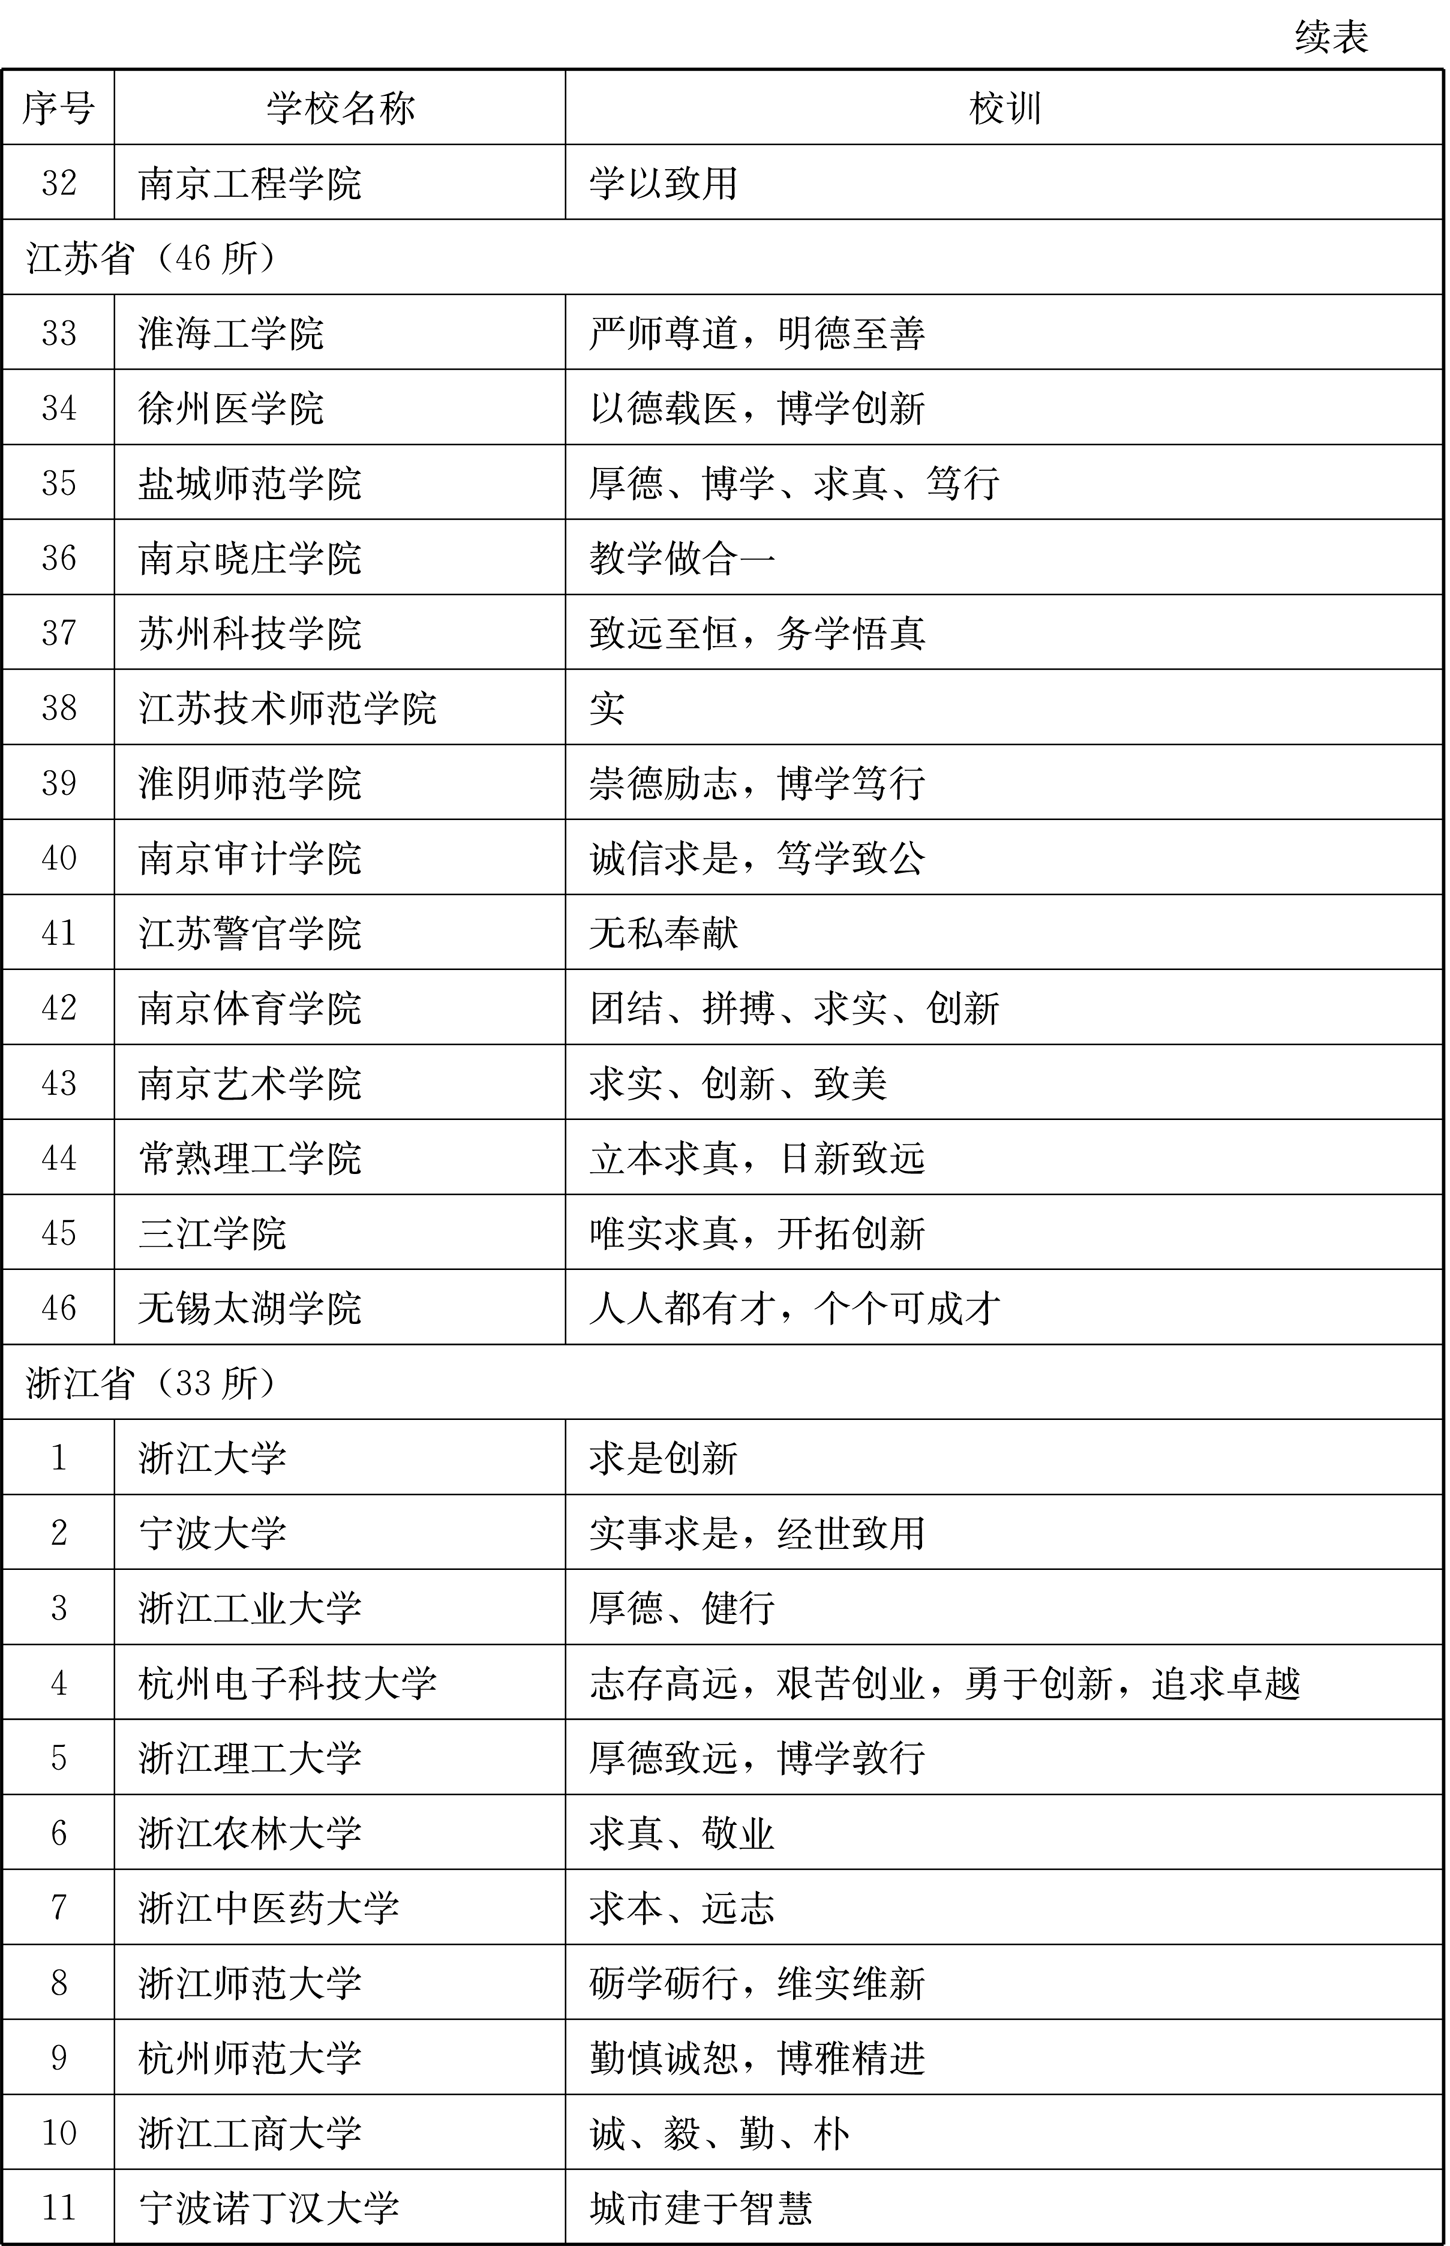 续表
序号 学校名称 校训
32 南京工程学院 学以致用
江苏省（46 所）
33 淮海工学院 严师尊道，明德至善
34 徐州医学院 以德载医，博学创新
35 盐城师范学院 厚德、博学、求真、笃行
36 南京晓庄学院 教学做合一
37 苏州科技学院 致远至恒，务学悟真
38 江苏技术师范学院 实
39 淮阴师范学院 崇德励志，博学笃行
40 南京审计学院 诚信求是，笃学致公
41 江苏警官学院 无私奉献
42 南京体育学院 团结、拼搏、求实、创新
43 南京艺术学院 求实、创新、致美
44 常熟理工学院 立本求真，日新致远
45 三江学院 唯实求真，开拓创新
46 无锡太湖学院 人人都有才，个个可成才
浙江省（33 所）
1 浙江大学 求是创新
2 宁波大学 实事求是，经世致用
3 浙江工业大学 厚德、健行
4 杭州电子科技大学 志存高远，艰苦创业，勇于创新，追求卓越
5 浙江理工大学 厚德致远，博学敦行
6 浙江农林大学 求真、敬业
7 浙江中医药大学 求本、远志
8 浙江师范大学 砺学砺行，维实维新
9 杭州师范大学 勤慎诚恕，博雅精进
10 浙江工商大学 诚、毅、勤、朴
11 宁波诺丁汉大学 城市建于智慧